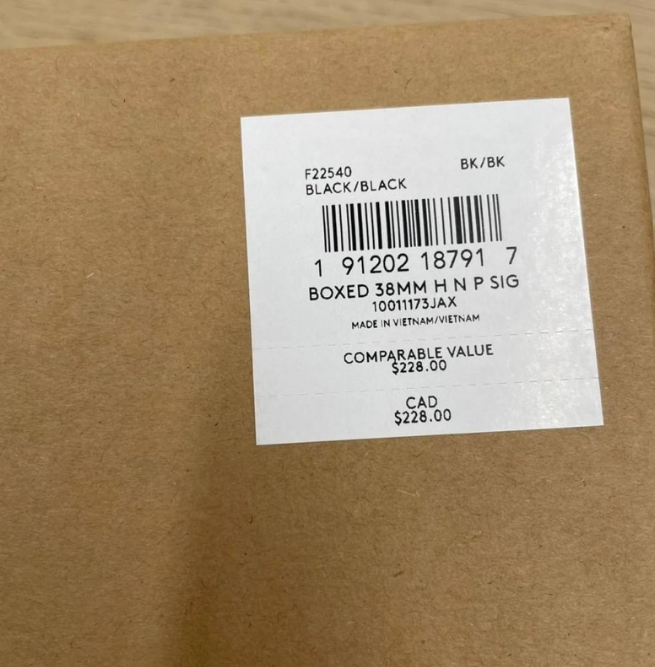 F22540 BK/BK
BLACK/BLACK
1 91202 18791 7
BOXED 38MM H N P SIG
10011173JAX
MADE IN VIETNAM/VIETNAM
COMPARABLE VALUE
$228.00
CAD
$228.00